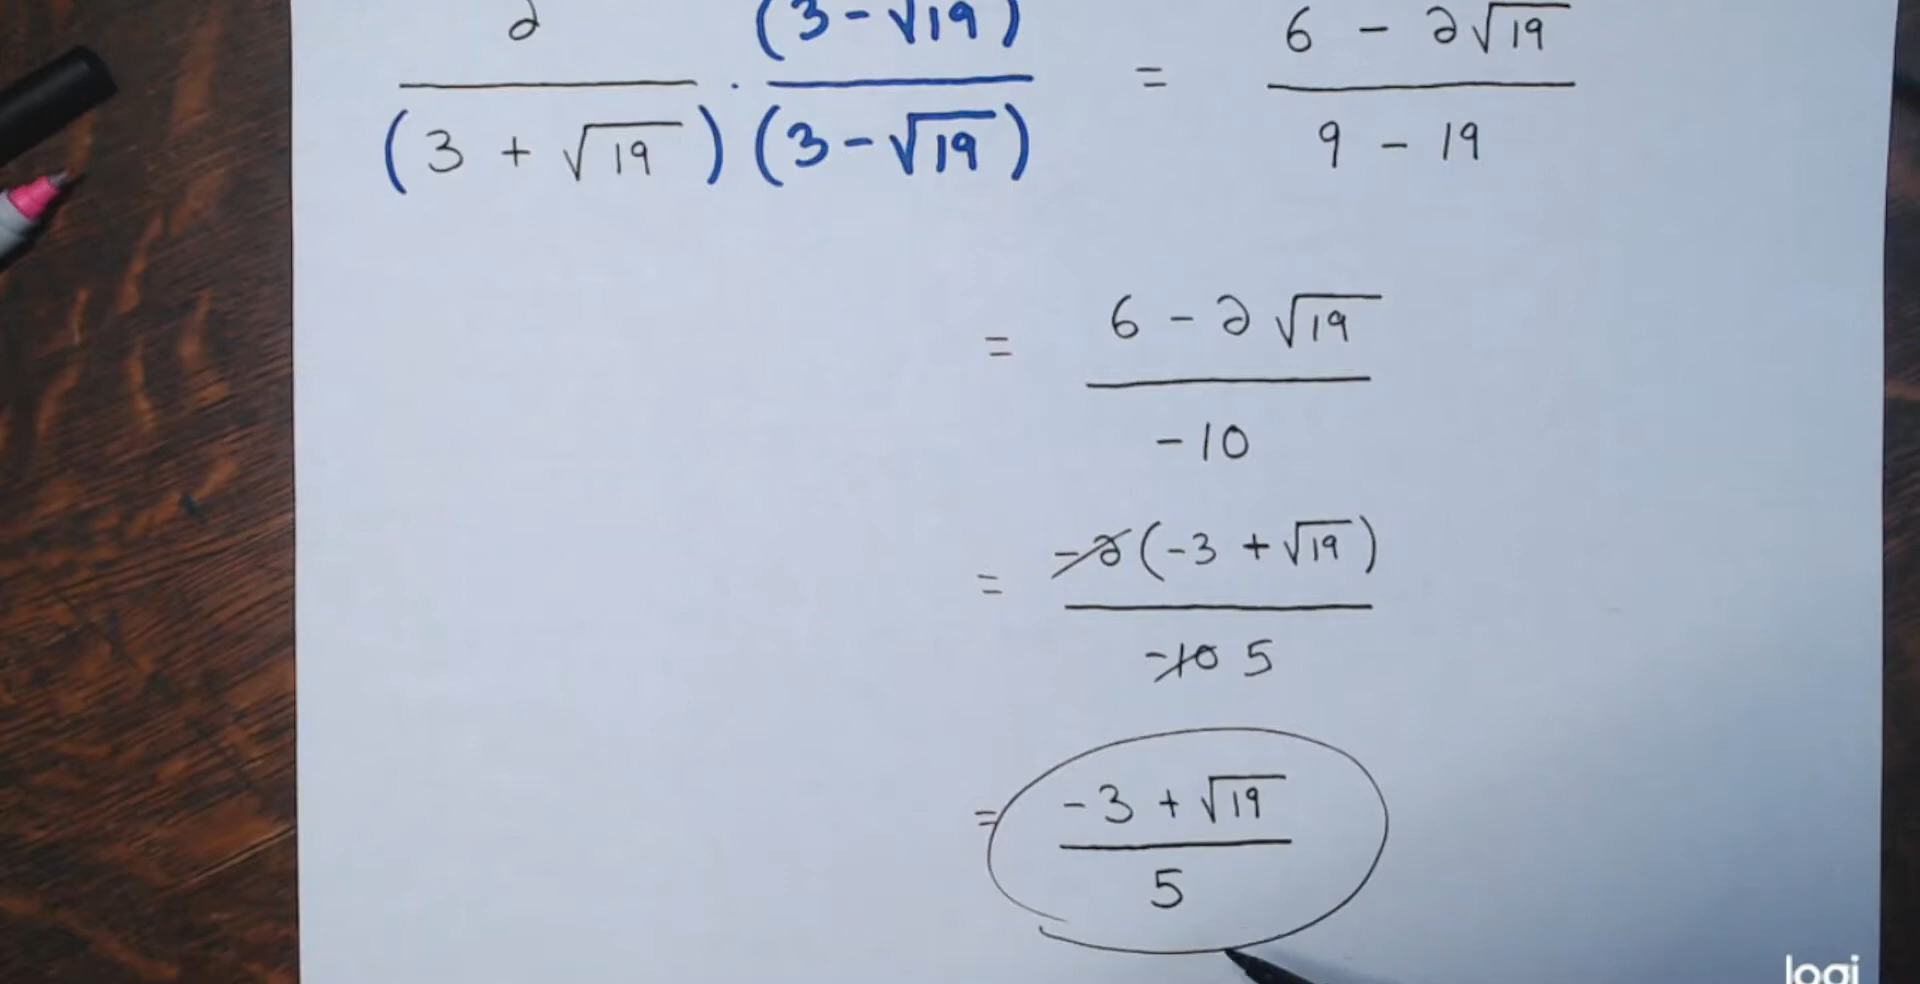 2/(3 + √19) · (3 - √19)/(3 - √19) = (6 - 2√19)/(9 - 19)
= (6 - 2√19)/-10
= -2(-3 + √19)/-10 5
= (-3 + √19)/5
logi